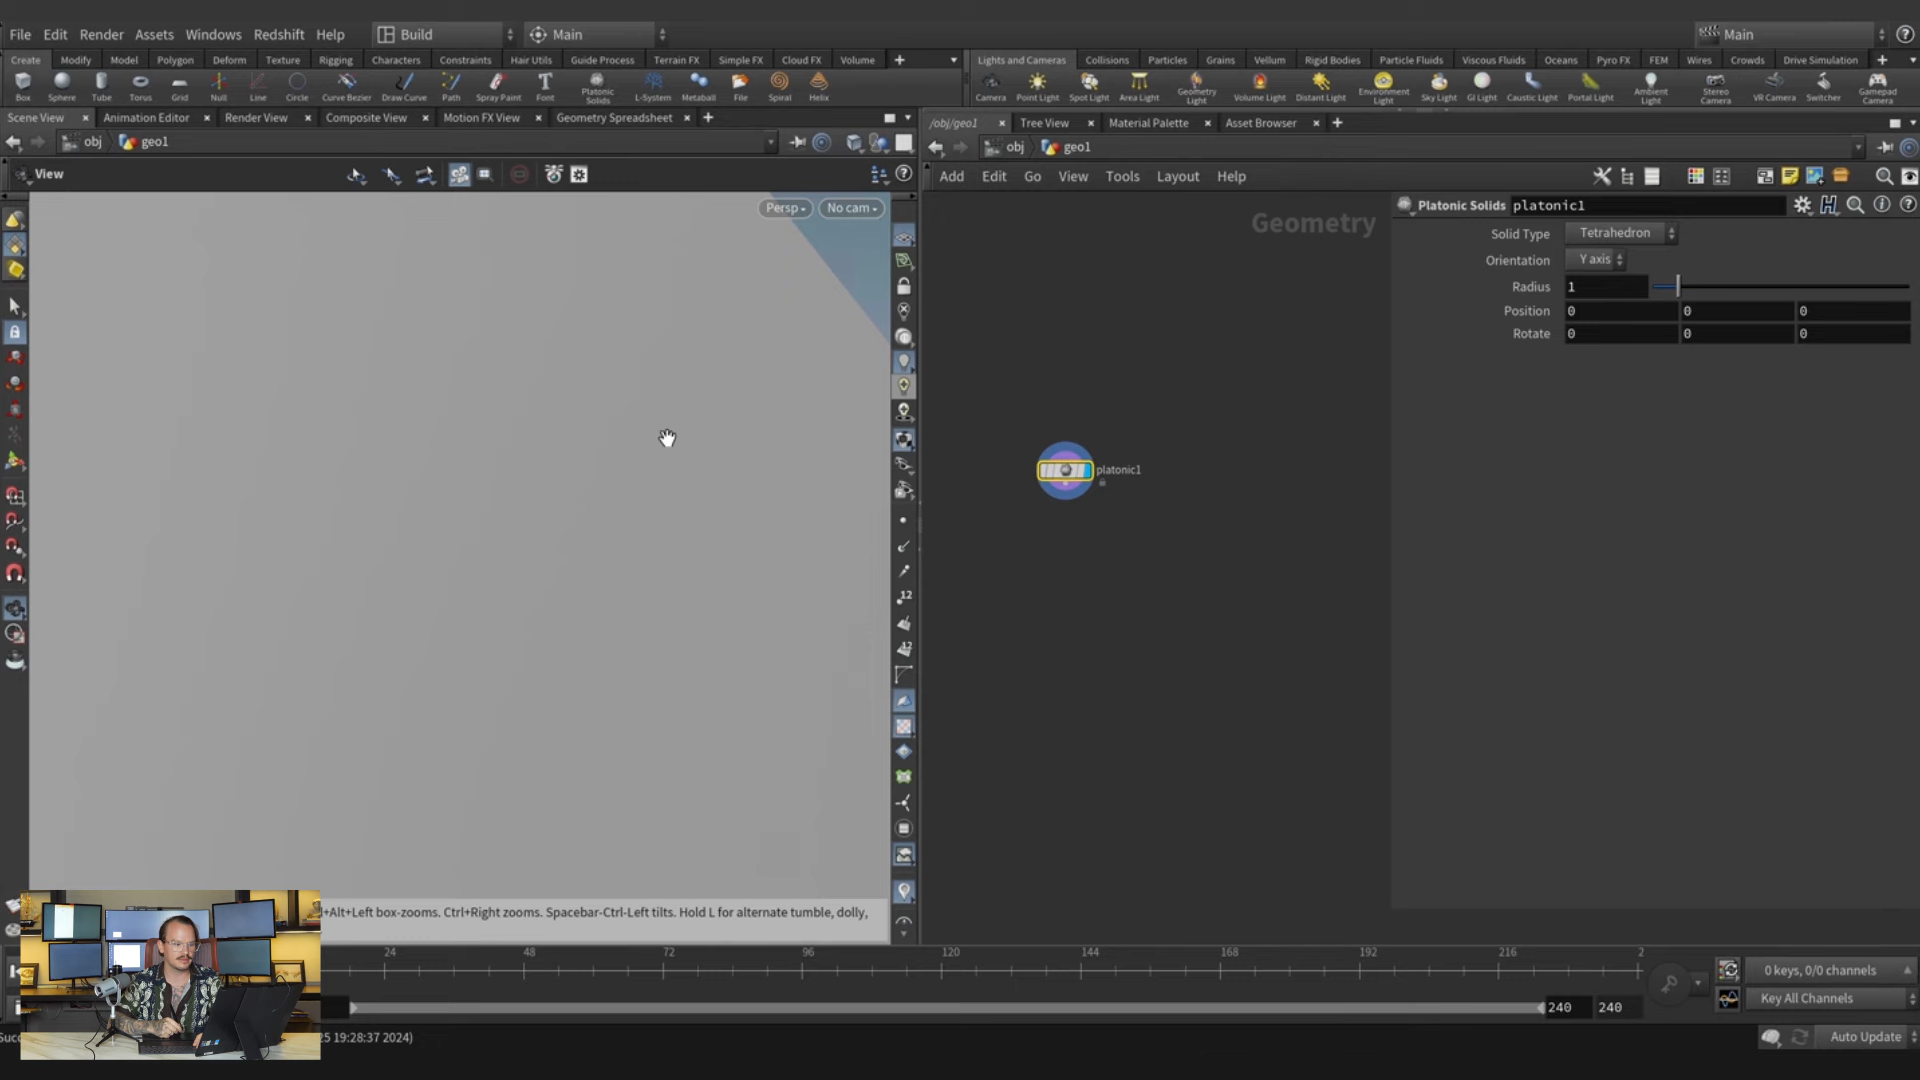 File Edit Render Assets Windows Redshift Help Build Main Main
Create Modify Model Polygon Deform Texture Rigging Characters Constraints Hair Utils Guide Process Terrain FX Simple FX Cloud FX Volume
Lights and Cameras Collisions Particles Grains Vellum Rigid Bodies Particle Fluids Viscous Fluids Oceans Pyro FX FEM Wires Crowds Drive Simulation
Box Sphere Tube Torus Grid Null Line Circle Curve Bezier Draw Curve Path Spray Paint Font Platonic Solids L-System Metaball File Spiral Helix
Camera Point Light Spot Light Area Light Geometry Light Volume Light Distant Light Environment Light Sky Light GI Light Caustic Light Portal Light Ambient Light Stereo Camera VR Camera Switcher Gamepad Camera
Scene View Animation Editor Render View Composite View Motion FX View Geometry Spreadsheet
/obj/geo1 Tree View Material Palette Asset Browser
obj geo1
obj geo1
View
Add Edit Go View Tools Layout Help
Persp No cam
Geometry
Platonic Solids platonic1
Solid Type Tetrahedron
Orientation Y axis
Radius 1
Position 0 0 0
Rotate 0 0 0
platonic1
12
12
+Alt+Left box-zooms. Ctrl+Right zooms. Spacebar-Ctrl-Left tilts. Hold L for alternate tumble, dolly,
24 48 72 96 120 144 168 192 216 2
0 keys, 0/0 channels
240 240 Key All Channels
Succ
25 19:28:37 2024)
Auto Update